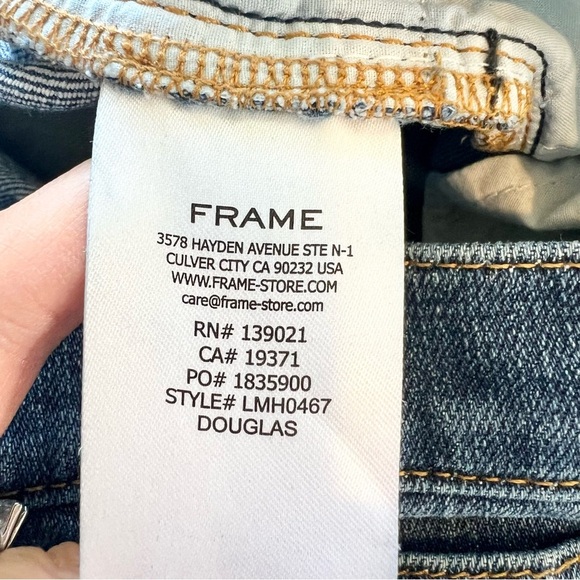 FRAME
3578 HAYDEN AVENUE STE N-1
CULVER CITY CA 90232 USA
WWW.FRAME-STORE.COM
care@frame-store.com
RN# 139021
CA# 19371
PO# 1835900
STYLE# LMH0467
DOUGLAS